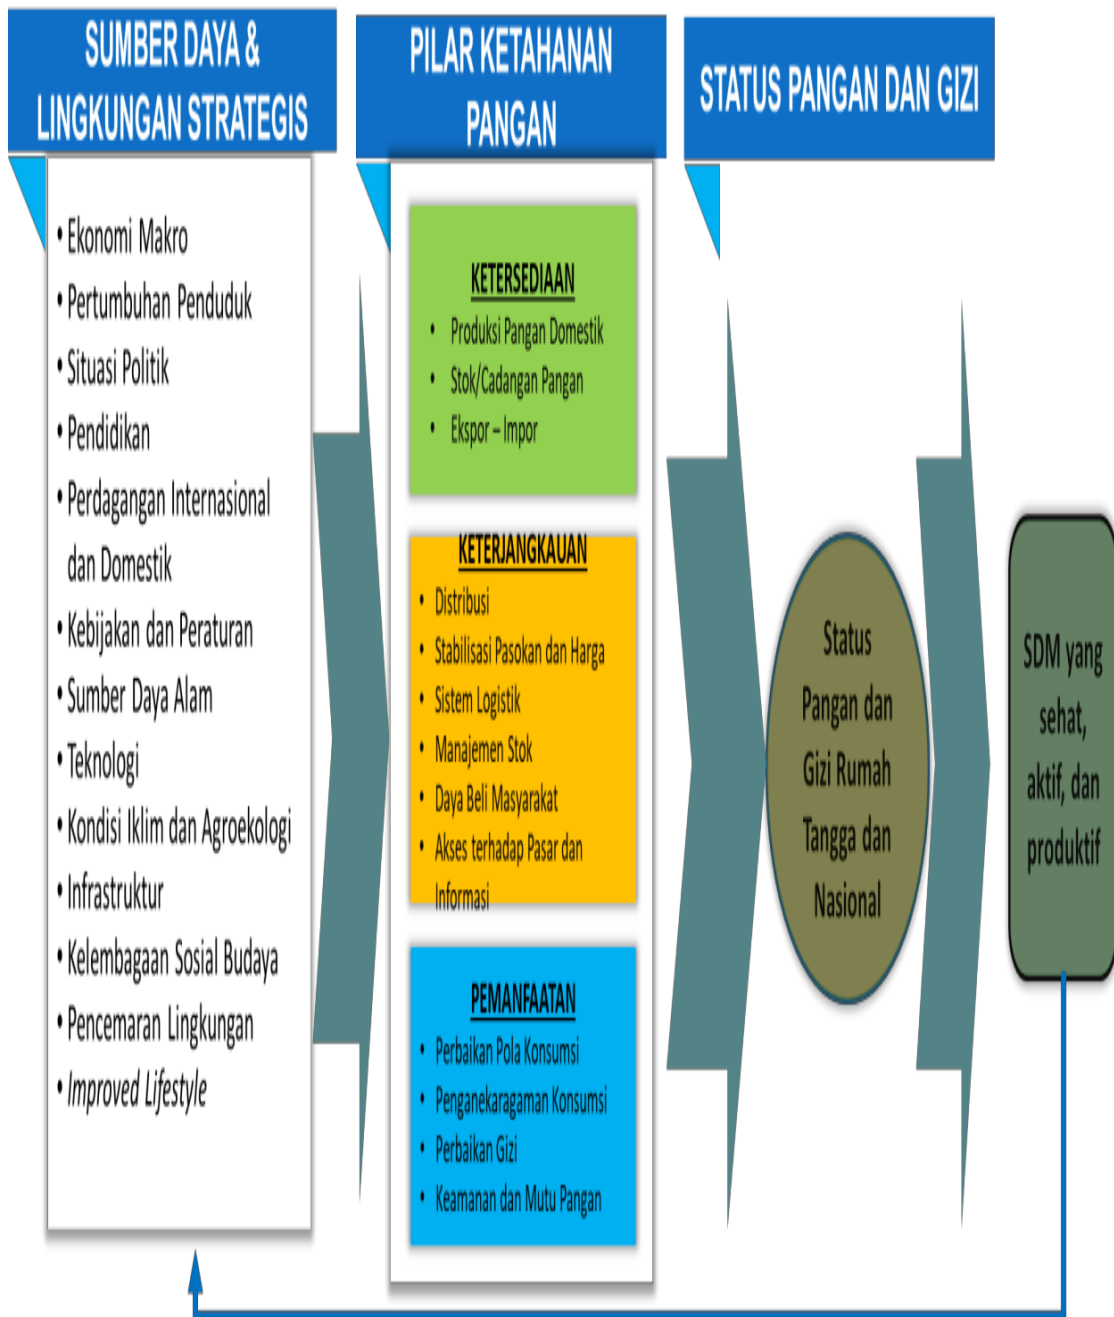 SUMBER DAYA &
LINGKUNGAN STRATEGIS
• Ekonomi Makro
• Pertumbuhan Penduduk
• Situasi Politik
• Pendidikan
• Perdagangan Internasional
dan Domestik
• Kebijakan dan Peraturan
• Sumber Daya Alam
• Teknologi
• Kondisi Iklim dan Agroekologi
• Infrastruktur
• Kelembagaan Sosial Budaya
• Pencemaran Lingkungan
• Improved Lifestyle
PILAR KETAHANAN
PANGAN
KETERSEDIAAN
• Produksi Pangan Domestik
• Stok/Cadangan Pangan
• Ekspor – Impor
KETERJANGKAUAN
• Distribusi
• Stabilisasi Pasokan dan Harga
• Sistem Logistik
• Manajemen Stok
• Daya Beli Masyarakat
• Akses terhadap Pasar dan
Informasi
PEMANFAATAN
• Perbaikan Pola Konsumsi
• Penganekaragaman Konsumsi
• Perbaikan Gizi
• Keamanan dan Mutu Pangan
STATUS PANGAN DAN GIZI
Status
Pangan dan
Gizi Rumah
Tangga dan
Nasional
SDM yang
sehat,
aktif, dan
produktif